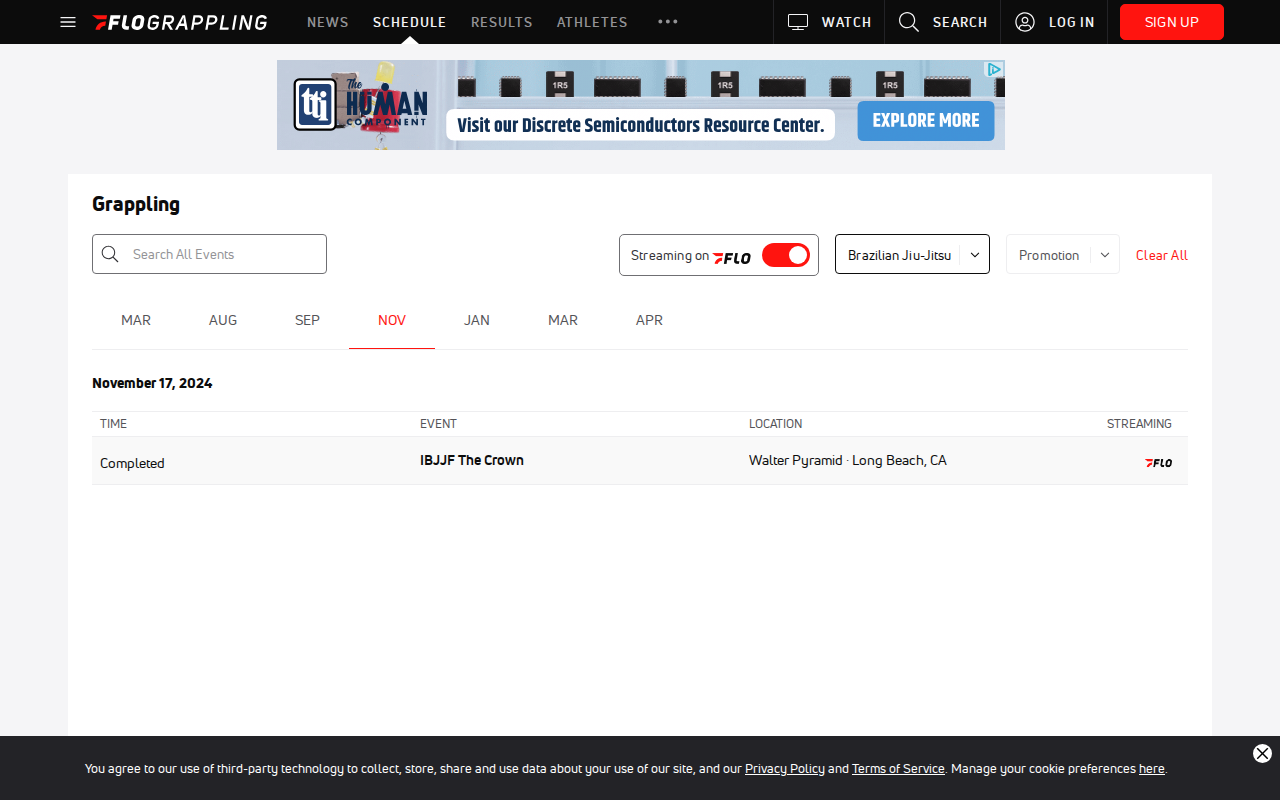 FLOGRAPPLING NEWS SCHEDULE RESULTS ATHLETES ••• WATCH SEARCH LOG IN SIGN UP
tti The HUMAN COMPONENT
1R5 1R5 1R5
Visit our Discrete Semiconductors Resource Center.
EXPLORE MORE
Grappling
Search All Events Streaming on FLO Brazilian Jiu-Jitsu Promotion Clear All
MAR AUG SEP NOV JAN MAR APR
November 17, 2024
TIME EVENT LOCATION STREAMING
Completed IBJJF The Crown Walter Pyramid · Long Beach, CA FLO
You agree to our use of third-party technology to collect, store, share and use data about your use of our site, and our Privacy Policy and Terms of Service. Manage your cookie preferences here.